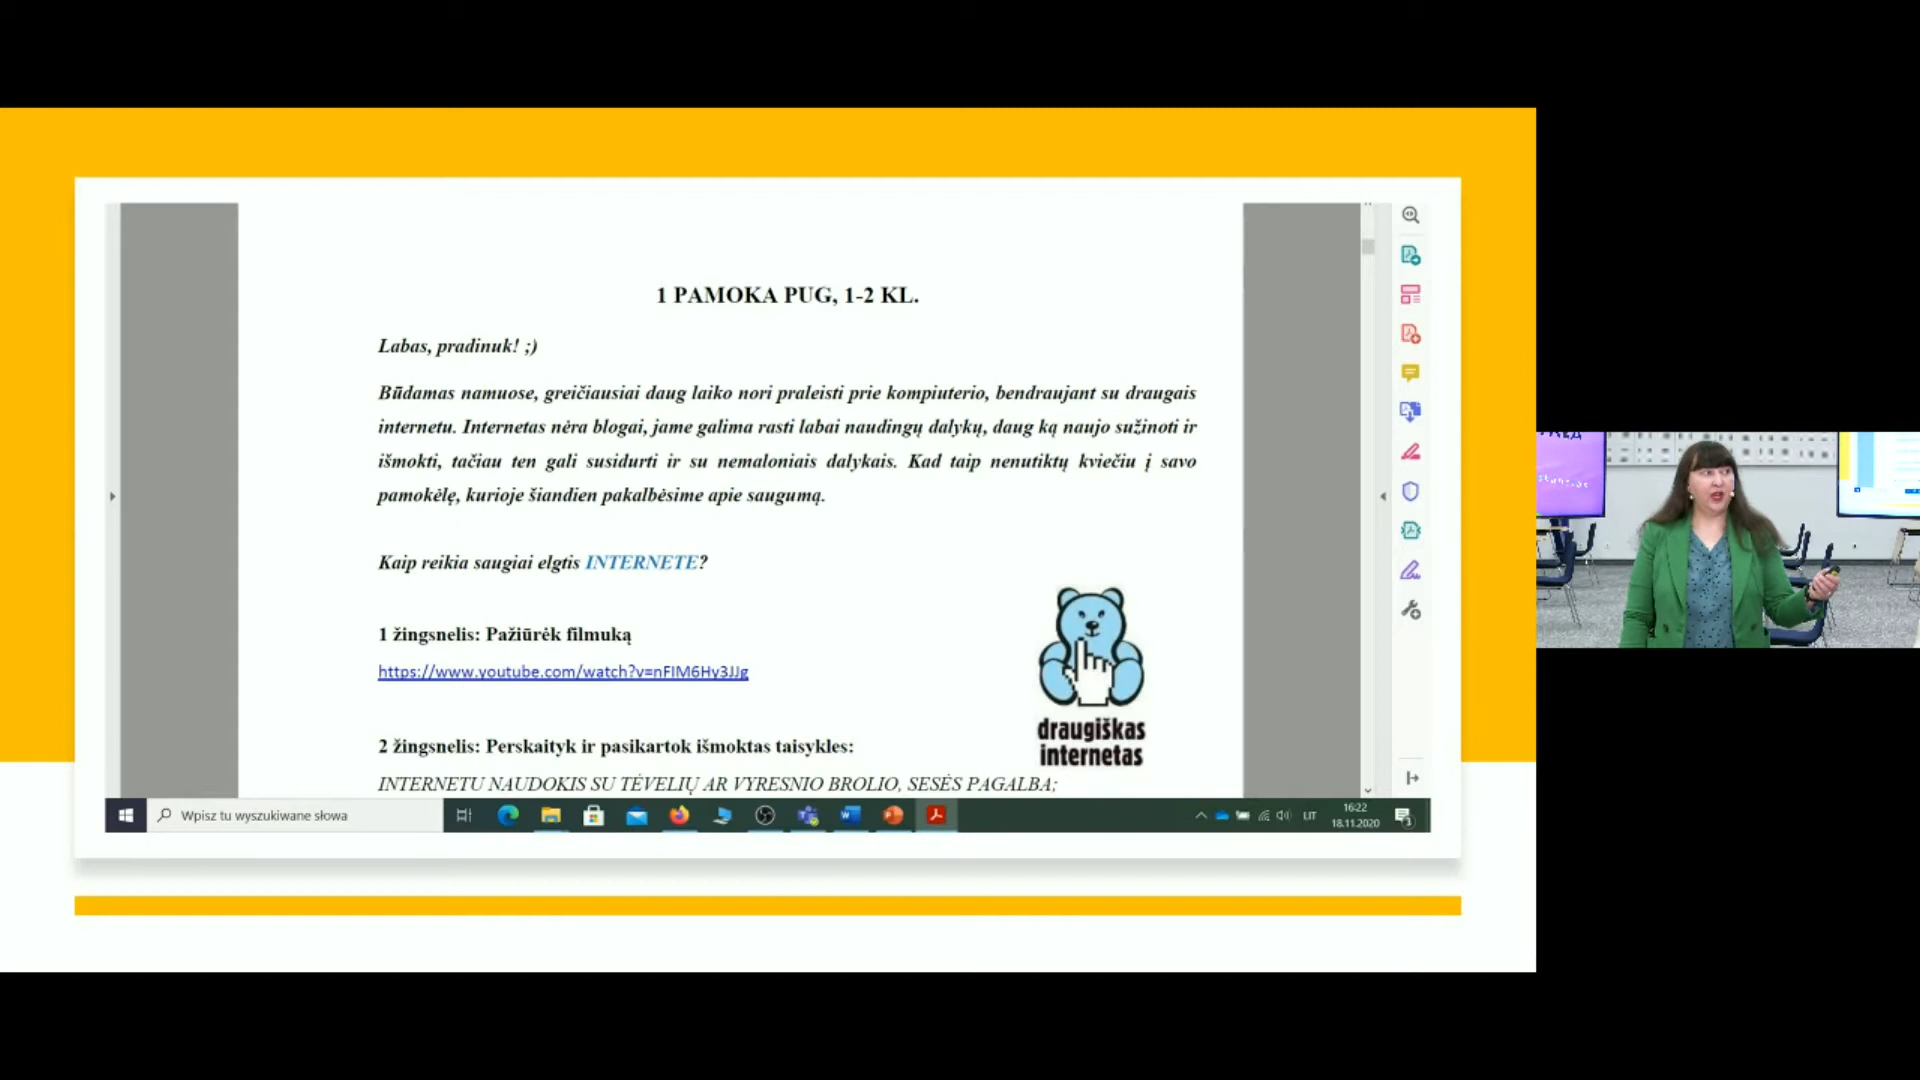 1 PAMOKA PUG, 1-2 KL.
Labas, pradinuk! ;)
Būdamas namuose, greičiausiai daug laiko nori praleisti prie kompiuterio, bendraujant su draugais
internetu. Internetas nėra blogai, jame galima rasti labai naudingų dalykų, daug ką naujo sužinoti ir
išmokti, tačiau ten gali susidurti ir su nemaloniais dalykais. Kad taip nenutiktų kviečiu į savo
pamokėlę, kurioje šiandien pakalbėsime apie saugumą.
Kaip reikia saugiai elgtis INTERNETE?
1 žingsnelis: Pažiūrėk filmuką
https://www.youtube.com/watch?v=nFIM6Hy3JJg
draugiškas
internetas
2 žingsnelis: Perskaityk ir pasikartok išmoktas taisykles:
INTERNETU NAUDOKIS SU TĖVELIŲ AR VYRESNIO BROLIO, SESĖS PAGALBA;
Wpisz tu wyszukiwane słowa
LIT
16:22
18.11.2020
3